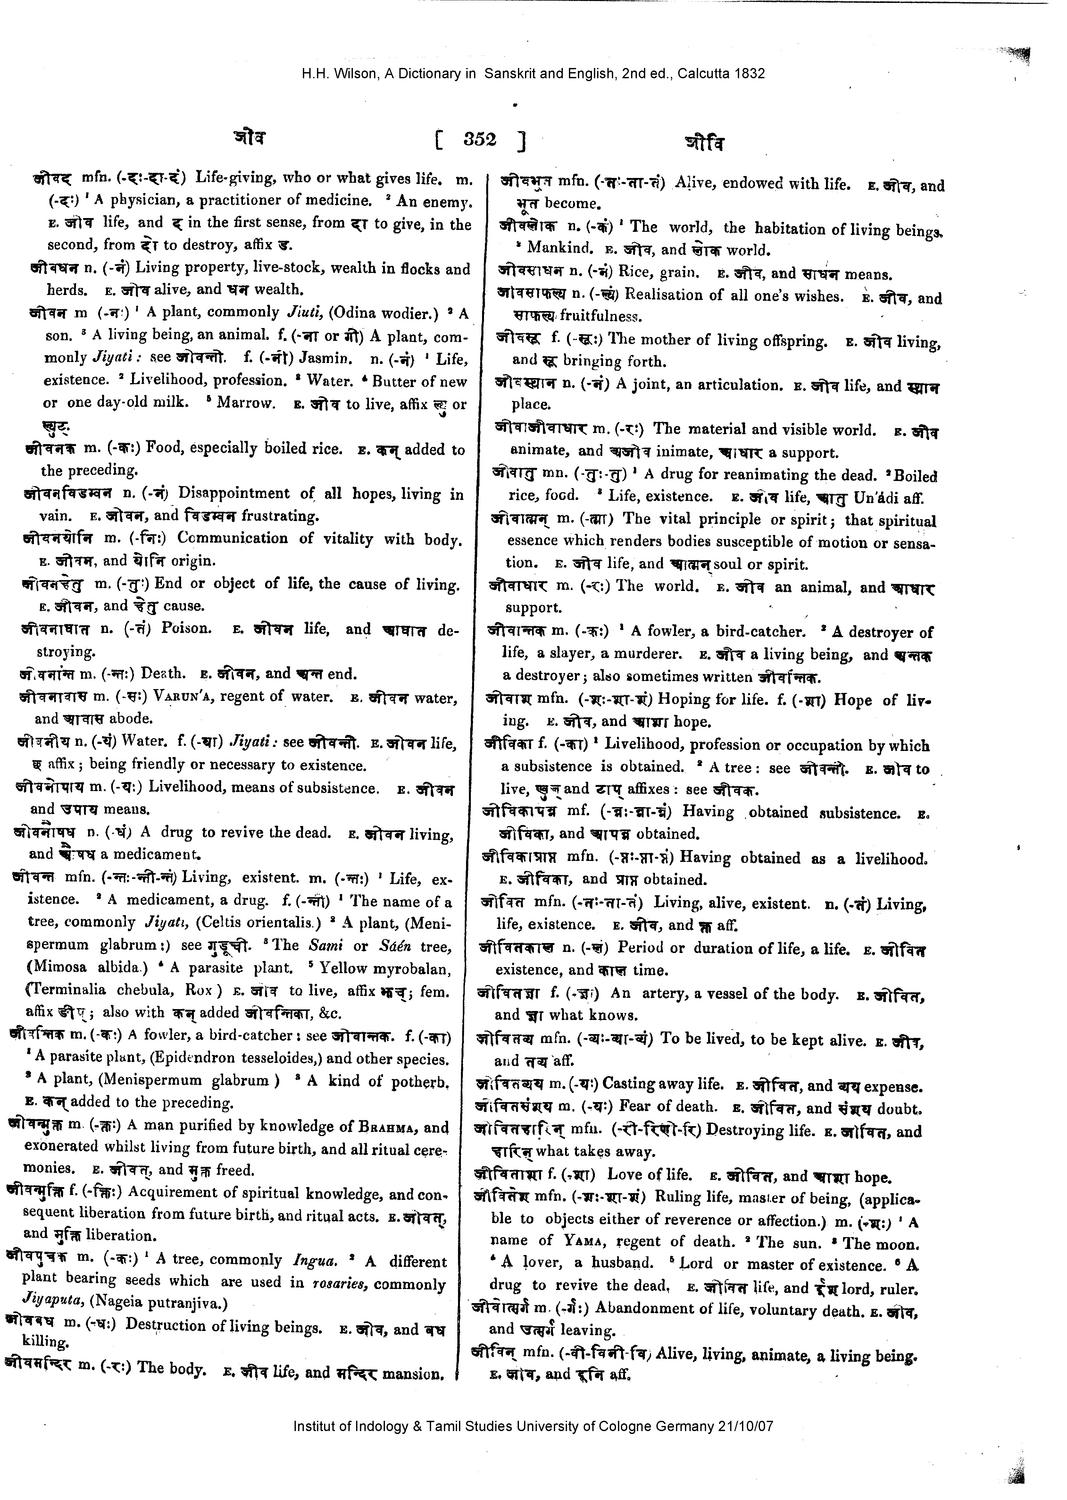 H.H. Wilson, A Dictionary in Sanskrit and English, 2nd ed., Calcutta 1832
जीव
[ 352 ]
जीवि
जीवद mfn. (-दः-दा-दं) Life-giving, who or what gives life. m.
(-दः) ¹ A physician, a practitioner of medicine. ² An enemy.
E. जीव life, and द in the first sense, from दा to give, in the
second, from दो to destroy, affix ड.
जीवधन n. (-नं) Living property, live-stock, wealth in flocks and
herds. E. जीव alive, and धन wealth.
जीवन m (-नः) ¹ A plant, commonly Jiuti, (Odina wodier.) ² A
son. ³ A living being, an animal. f. (-ना or नी) A plant, com-
monly Jiyati: see जीवन्ती. f. (-नी) Jasmin. n. (-नं) ¹ Life,
existence. ² Livelihood, profession. ³ Water. ⁴ Butter of new
or one day-old milk. ⁵ Marrow. E. जीव to live, affix ल्यु or
ल्युट्.
जीवनक m. (-कः) Food, especially boiled rice. E. कन् added to
the preceding.
जीवनविडम्बन n. (-नं) Disappointment of all hopes, living in
vain. E. जीवन, and विडम्बन frustrating.
जीवनयोनि m. (-निः) Communication of vitality with body.
E. जीवन, and योनि origin.
जीवनहेतु m. (-तुः) End or object of life, the cause of living.
E. जीवन, and हेतु cause.
जीवनाघात n. (-तं) Poison. E. जीवन life, and आघात de-
stroying.
जीवनान्त m. (-न्तः) Death. E. जीवन, and अन्त end.
जीवनावास m. (-सः) VARUN'A, regent of water. E. जीवन water,
and आवास abode.
जीवनीय n. (-यं) Water. f. (-या) Jiyati: see जीवन्ती. E. जीवन life,
छ affix; being friendly or necessary to existence.
जीवनोपाय m. (-यः) Livelihood, means of subsistence. E. जीवन
and उपाय means.
जीवनौषध n. (-धं) A drug to revive the dead. E. जीवन living,
and औषध a medicament.
जीवन्त mfn. (-न्तः-न्ती-न्तं) Living, existent. m. (-न्तः) ¹ Life, ex-
istence. ² A medicament, a drug. f. (-न्ती) ¹ The name of a
tree, commonly Jiyati, (Celtis orientalis.) ² A plant, (Meni-
spermum glabrum:) see गुडूची. ³ The Sami or Sáén tree,
(Mimosa albida.) ⁴ A parasite plant. ⁵ Yellow myrobalan,
(Terminalia chebula, Rox ) E. जीव to live, affix झच्; fem.
affix ङीप्; also with कन् added जीवन्तिका, &c.
जीवन्तिक m. (-कः) A fowler, a bird-catcher: see जीवान्तक. f. (-का)
¹ A parasite plant, (Epidendron tesseloides,) and other species.
² A plant, (Menispermum glabrum ) ³ A kind of potherb.
E. कन् added to the preceding.
जीवन्मुक्त m. (-क्तः) A man purified by knowledge of BRAHMA, and
exonerated whilst living from future birth, and all ritual cere-
monies. E. जीवत्, and मुक्त freed.
जीवन्मुक्ति f. (-क्तिः) Acquirement of spiritual knowledge, and con-
sequent liberation from future birth, and ritual acts. E. जीवत्,
and मुक्ति liberation.
जीवपुत्रक m. (-कः) ¹ A tree, commonly Ingua. ² A different
plant bearing seeds which are used in rosaries, commonly
Jiyaputa, (Nageia putranjiva.)
जीवबध m. (-धः) Destruction of living beings. E. जीव, and बध
killing.
जीवमन्दिर m. (-रः) The body. E. जीव life, and मन्दिर mansion.
जीवभूत mfn. (-तः-ता-तं) Alive, endowed with life. E. जीव, and
भूत become.
जीवलोक n. (-कं) ¹ The world, the habitation of living beings.
² Mankind. E. जीव, and लोक world.
जीवसाधन n. (-नं) Rice, grain. E. जीव, and साधन means.
जीवसाफल्य n. (-ल्यं) Realisation of all one's wishes. E. जीव, and
साफल्य fruitfulness.
जीवसू f. (-सूः) The mother of living offspring. E. जीव living,
and सू bringing forth.
जीवस्थान n. (-नं) A joint, an articulation. E. जीव life, and स्थान
place.
जीवाजीवाधार m. (-रः) The material and visible world. E. जीव
animate, and अजीव inimate, आधार a support.
जीवातु mn. (-तुः-तु) ¹ A drug for reanimating the dead. ² Boiled
rice, food. ³ Life, existence. E. जीव life, आतु Un'ádi aff.
जीवात्मन् m. (-त्मा) The vital principle or spirit; that spiritual
essence which renders bodies susceptible of motion or sensa-
tion. E. जीव life, and आत्मन् soul or spirit.
जीवाधार m. (-रः) The world. E. जीव an animal, and आधार
support.
जीवान्तक m. (-कः) ¹ A fowler, a bird-catcher. ² A destroyer of
life, a slayer, a murderer. E. जीव a living being, and अन्तक
a destroyer; also sometimes written जीवन्तिक.
जीवाश mfn. (-शः-शा-शं) Hoping for life. f. (-शा) Hope of liv-
ing. E. जीव, and आशा hope.
जीविका f. (-का) ¹ Livelihood, profession or occupation by which
a subsistence is obtained. ² A tree: see जीवन्ती. E. जीव to
live, वुन् and टाप् affixes: see जीवक.
जीविकापन्न mf. (-न्नः-न्ना-न्नं) Having obtained subsistence. E.
जीविका, and आपन्न obtained.
जीविकाप्राप्त mfn. (-प्तः-प्ता-प्तं) Having obtained as a livelihood.
E. जीविका, and प्राप्त obtained.
जीवित mfn. (-तः-ता-तं) Living, alive, existent. n. (-तं) Living,
life, existence. E. जीव, and क्त aff.
जीवितकाल n. (-लं) Period or duration of life, a life. E. जीवित
existence, and काल time.
जीवितज्ञा f. (-ज्ञाः) An artery, a vessel of the body. E. जीवित,
and ज्ञा what knows.
जीवितव्य mfn. (-व्यः-व्या-व्यं) To be lived, to be kept alive. E. जीव,
and तव्य aff.
जीवितव्यय m. (-यः) Casting away life. E. जीवित, and व्यय expense.
जीवितसंशय m. (-यः) Fear of death. E. जीवित, and संशय doubt.
जीवितहारिन् mfn. (-री-रिणी-रि) Destroying life. E. जीवित, and
हारिन् what takes away.
जीविताशा f. (-शा) Love of life. E. जीवित, and आशा hope.
जीवितेश mfn. (-शः-शा-शं) Ruling life, master of being, (applica-
ble to objects either of reverence or affection.) m. (-शः) ¹ A
name of YAMA, regent of death. ² The sun. ³ The moon.
⁴ A lover, a husband. ⁵ Lord or master of existence. ⁶ A
drug to revive the dead. E. जीवित life, and ईश lord, ruler.
जीवोत्सर्ग m. (-र्गः) Abandonment of life, voluntary death. E. जीव,
and उत्सर्ग leaving.
जीविन् mfn. (-वी-विनी-वि) Alive, living, animate, a living being.
E. जीव, and इनि aff.
Institut of Indology & Tamil Studies University of Cologne Germany 21/10/07